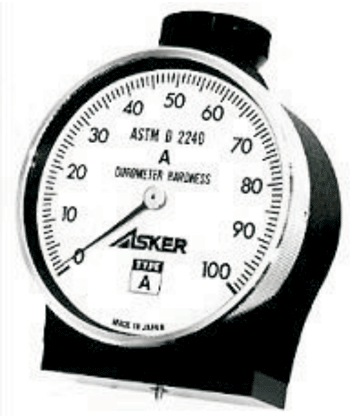 0 10 20 30 40 50 60 70 80 90 100
ASTM D 2240
A
DUROMETER HARDNESS
ASKER
TYPE
A
MADE IN JAPAN